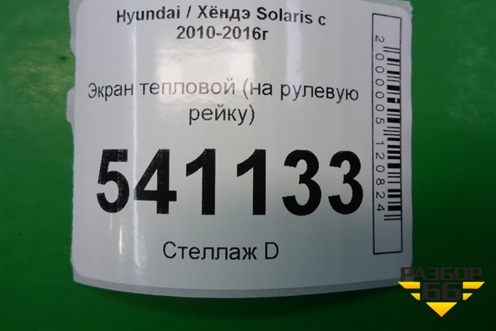 Hyundai / Хёндэ Solaris с
2010-2016г
Экран тепловой (на рулевую
рейку)
541133
Стеллаж D
2000005120824
РАЗБОР
66